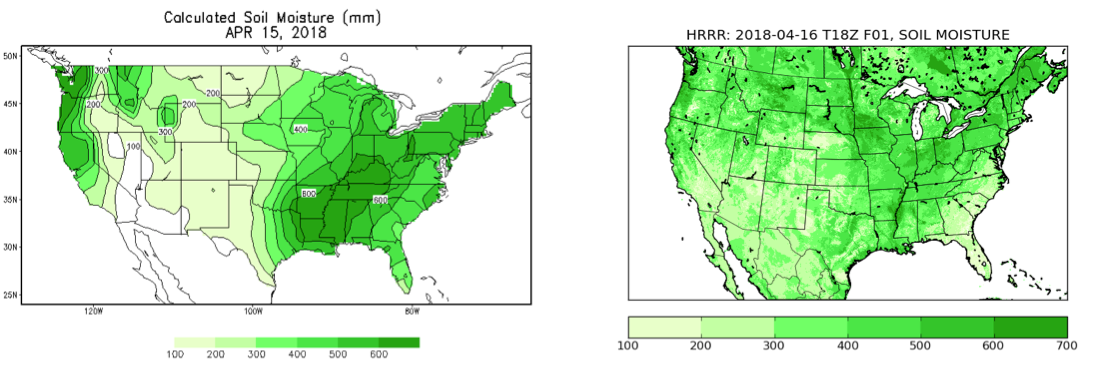 Calculated Soil Moisture (mm)
APR 15, 2018
50N
45N
40N
35N
30N
25N
120W
100W
80W
300
200
200
200
300
400
100
600
600
100 200 300 400 500 600
HRRR: 2018-04-16 T18Z F01, SOIL MOISTURE
100 200 300 400 500 600 700